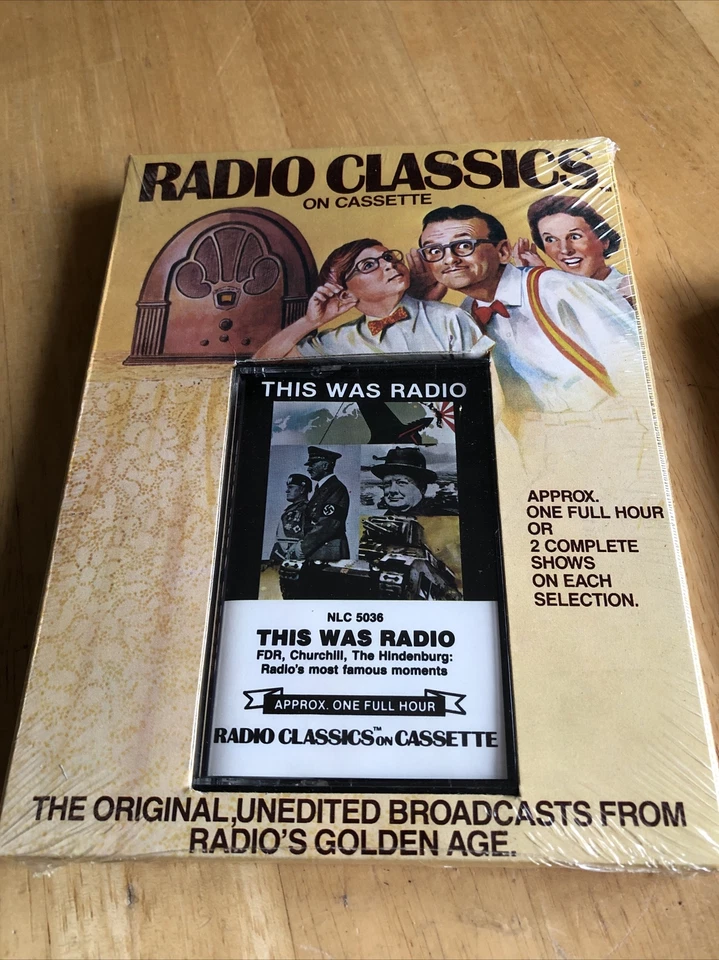 RADIO CLASSICS™
ON CASSETTE
THIS WAS RADIO
APPROX.
ONE FULL HOUR
OR
2 COMPLETE
SHOWS
ON EACH
SELECTION.
NLC 5036
THIS WAS RADIO
FDR, Churchill, The Hindenburg:
Radio's most famous moments
APPROX. ONE FULL HOUR
RADIO CLASSICS™ ON CASSETTE
THE ORIGINAL,UNEDITED BROADCASTS FROM
RADIO'S GOLDEN AGE.